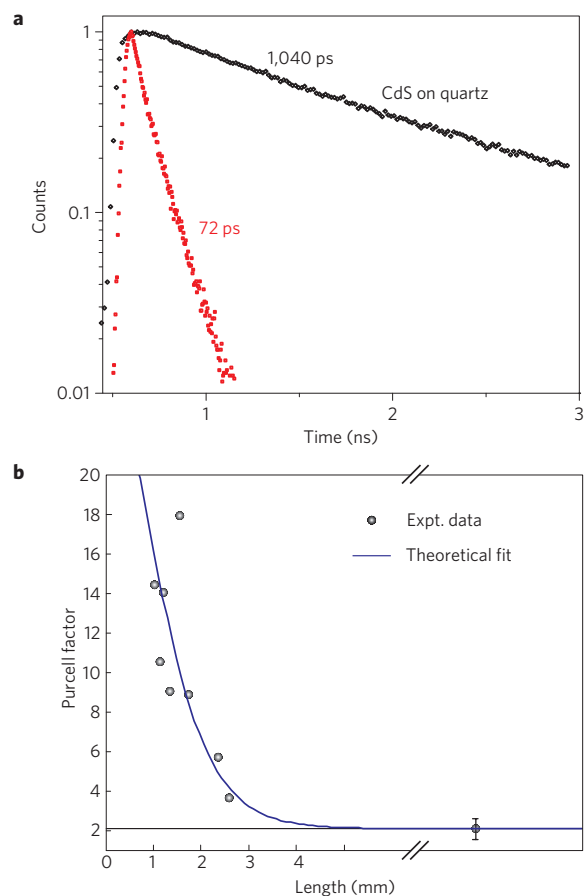 a
1
0.1
0.01
Counts
1,040 ps
CdS on quartz
72 ps
1
2
3
Time (ns)
b
20
18
16
14
12
10
8
6
4
2
Purcell factor
Expt. data
Theoretical fit
0
1
2
3
4
Length (mm)